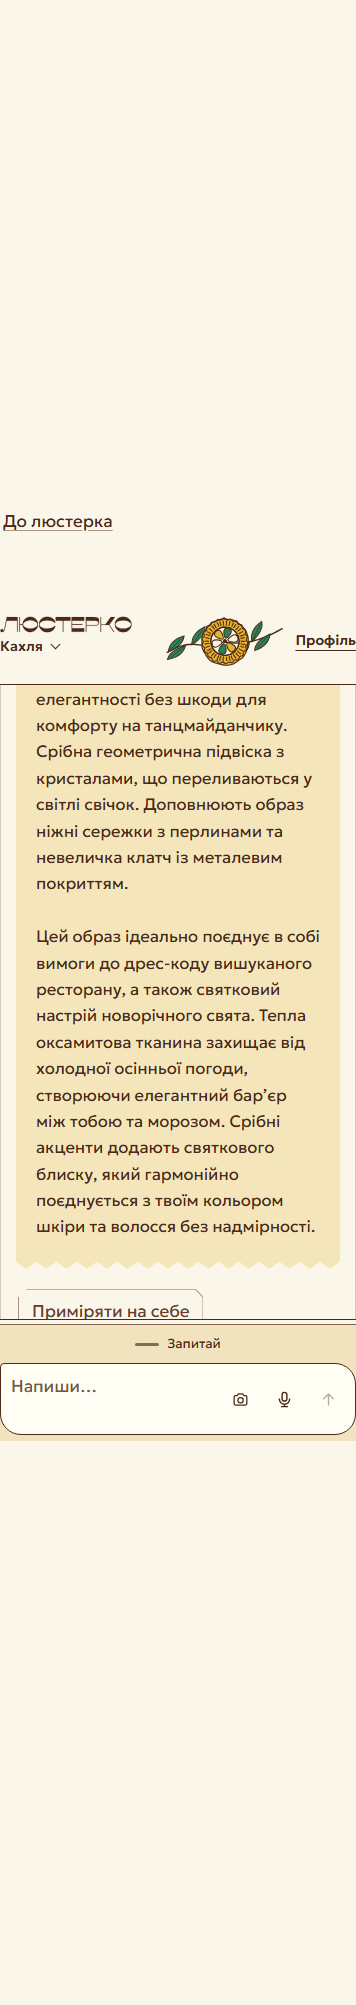 До люстерка
ЛЮСТЕРКО
Кахля
Профіль
елегантності без шкоди для
комфорту на танцмайданчику.
Срібна геометрична підвіска з
кристалами, що переливаються у
світлі свічок. Доповнюють образ
ніжні сережки з перлинами та
невеличка клатч із металевим
покриттям.
Цей образ ідеально поєднує в собі
вимоги до дрес-коду вишуканого
ресторану, а також святковий
настрій новорічного свята. Тепла
оксамитова тканина захищає від
холодної осінньої погоди,
створюючи елегантний бар’єр
між тобою та морозом. Срібні
акценти додають святкового
блиску, який гармонійно
поєднується з твоїм кольором
шкіри та волосся без надмірності.
Приміряти на себе
Запитай
Напиши...